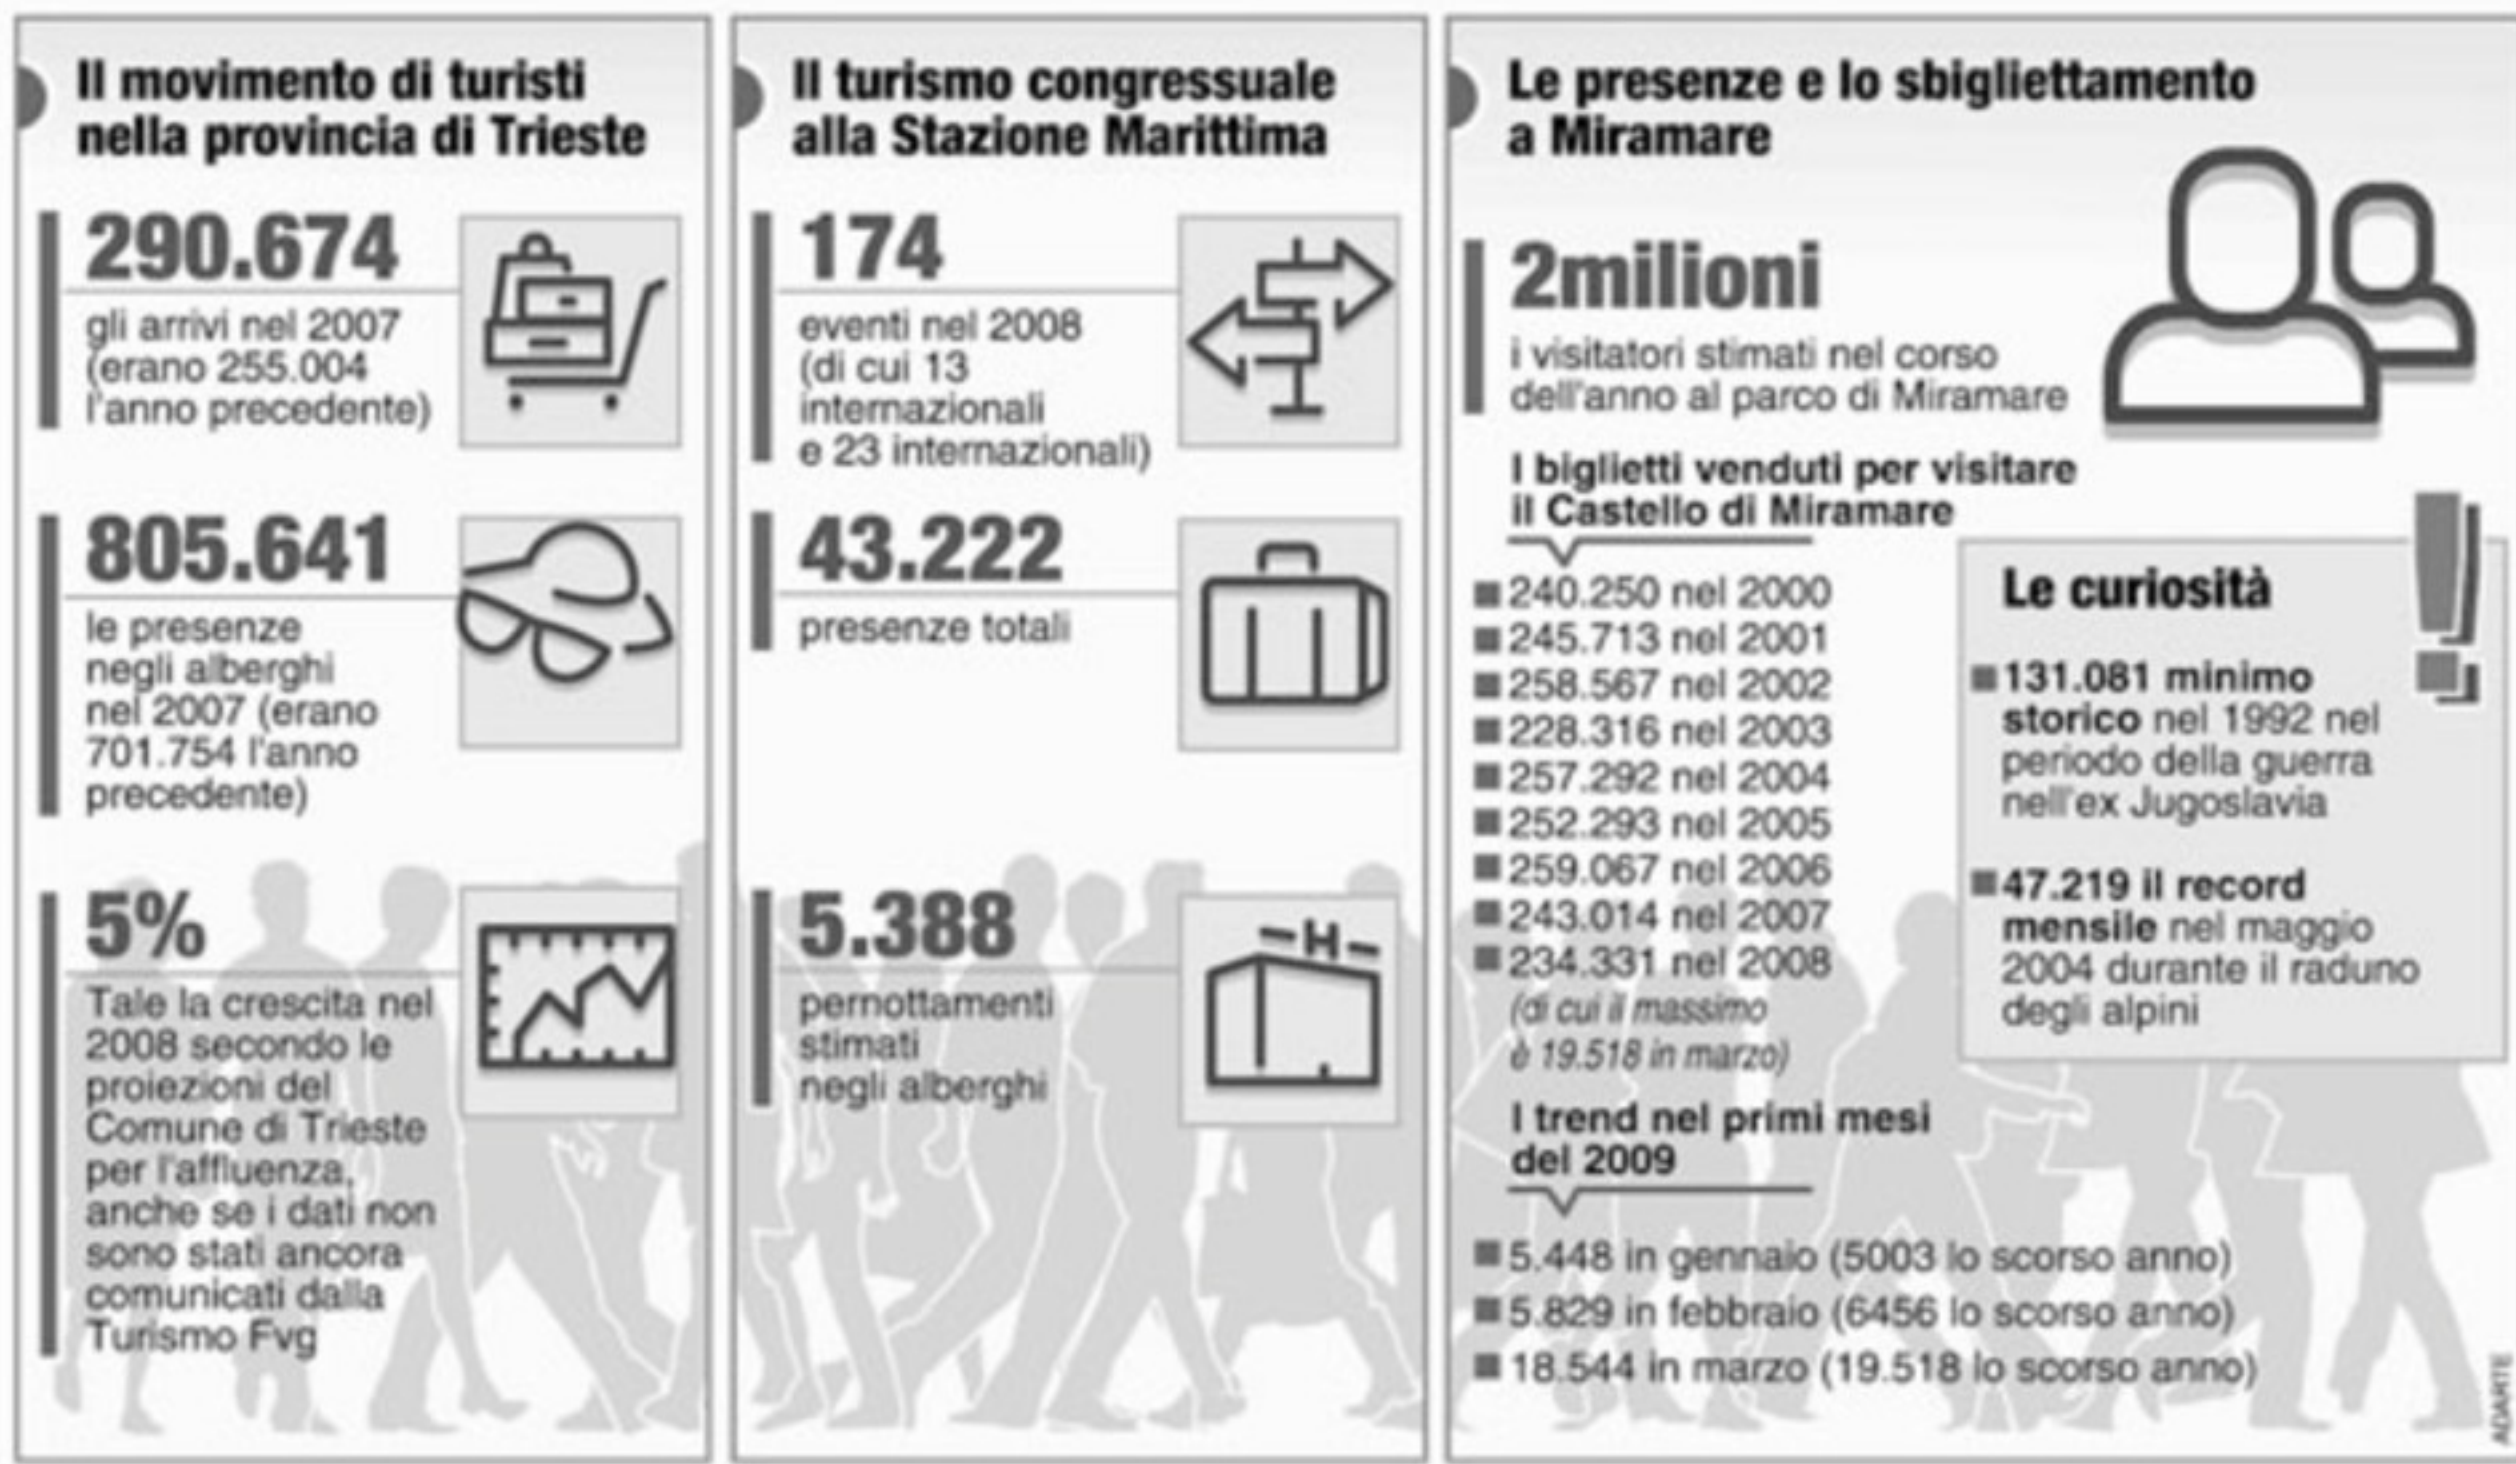 Il movimento di turisti
nella provincia di Trieste
290.674
gli arrivi nel 2007
(erano 255.004
l'anno precedente)
805.641
le presenze
negli alberghi
nel 2007 (erano
701.754 l'anno
precedente)
5%
Tale la crescita nel
2008 secondo le
proiezioni del
Comune di Trieste
per l'affluenza,
anche se i dati non
sono stati ancora
comunicati dalla
Turismo Fvg
Il turismo congressuale
alla Stazione Marittima
174
eventi nel 2008
(di cui 13
internazionali
e 23 internazionali)
43.222
presenze totali
5.388
pernottamenti
stimati
negli alberghi
H
Le presenze e lo sbigliettamento
a Miramare
2milioni
i visitatori stimati nel corso
dell'anno al parco di Miramare
I biglietti venduti per visitare
il Castello di Miramare
240.250 nel 2000
245.713 nel 2001
258.567 nel 2002
228.316 nel 2003
257.292 nel 2004
252.293 nel 2005
259.067 nel 2006
243.014 nel 2007
234.331 nel 2008
(di cui il massimo
è 19.518 in marzo)
I trend nel primi mesi
del 2009
5.448 in gennaio (5003 lo scorso anno)
5.829 in febbraio (6456 lo scorso anno)
18.544 in marzo (19.518 lo scorso anno)
Le curiosità
131.081 minimo
storico nel 1992 nel
periodo della guerra
nell'ex Jugoslavia
47.219 il record
mensile nel maggio
2004 durante il raduno
degli alpini
ADARTE